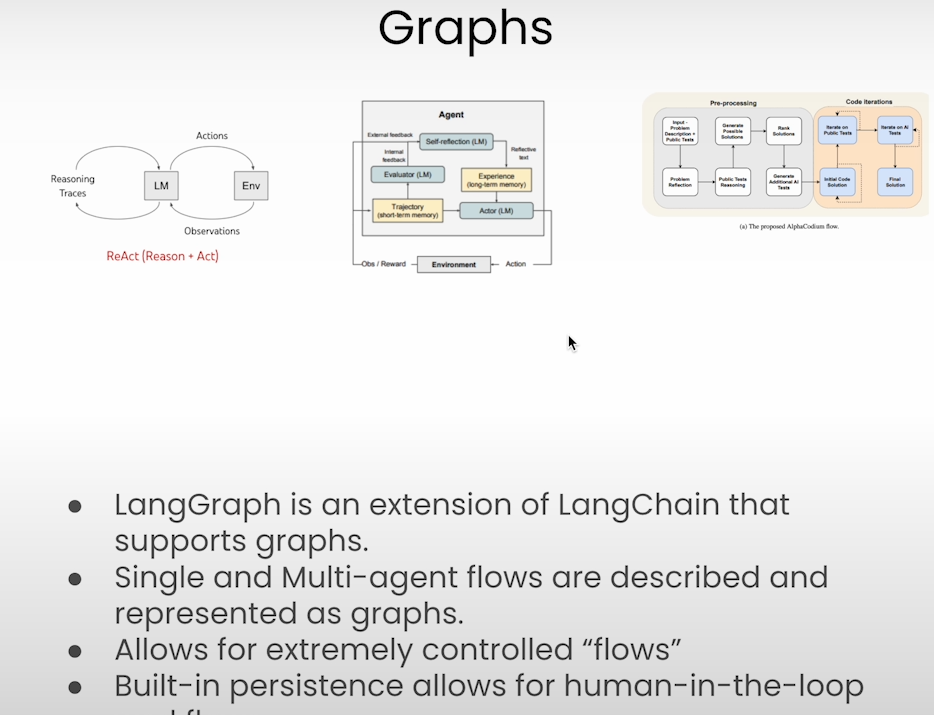 Graphs
Actions
Reasoning
Traces
LM
Env
Observations
ReAct (Reason + Act)
Agent
External feedback
Self-reflection (LM)
Internal
feedback
Reflective
text
Evaluator (LM)
Experience
(long-term memory)
Trajectory
(short-term memory)
Actor (LM)
Obs / Reward
Environment
Action
Pre-processing
Code iterations
Input -
Problem
Description +
Public Tests
Generate
Possible
Solutions
Rank
Solutions
Iterate on
Public Tests
Iterate on AI
Tests
Problem
Reflection
Public Tests
Reasoning
Generate
Additional AI
Tests
Initial Code
Solution
Final
Solution
(a) The proposed AlphaCodium flow.
● LangGraph is an extension of LangChain that
supports graphs.
● Single and Multi-agent flows are described and
represented as graphs.
● Allows for extremely controlled “flows”
● Built-in persistence allows for human-in-the-loop